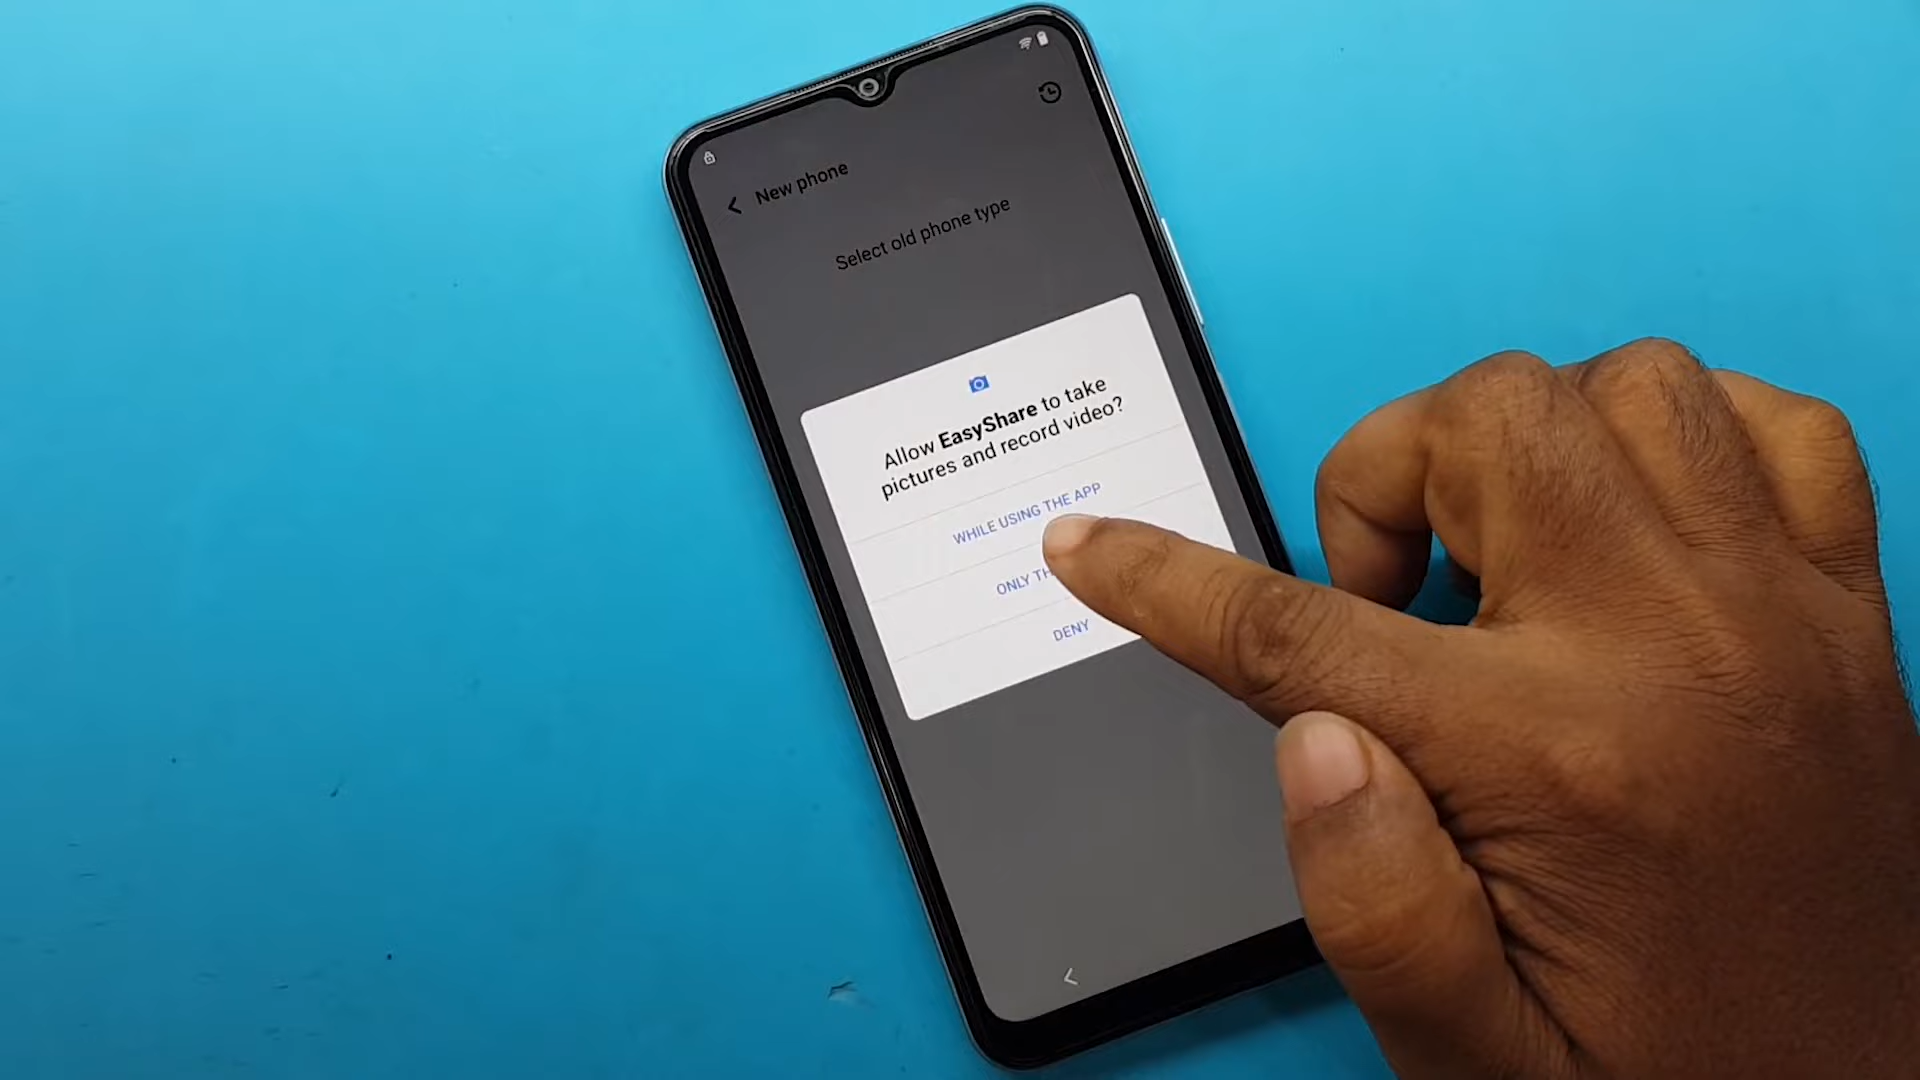 New phone
Select old phone type
Allow EasyShare to take
pictures and record video?
WHILE USING THE APP
ONLY
DENY